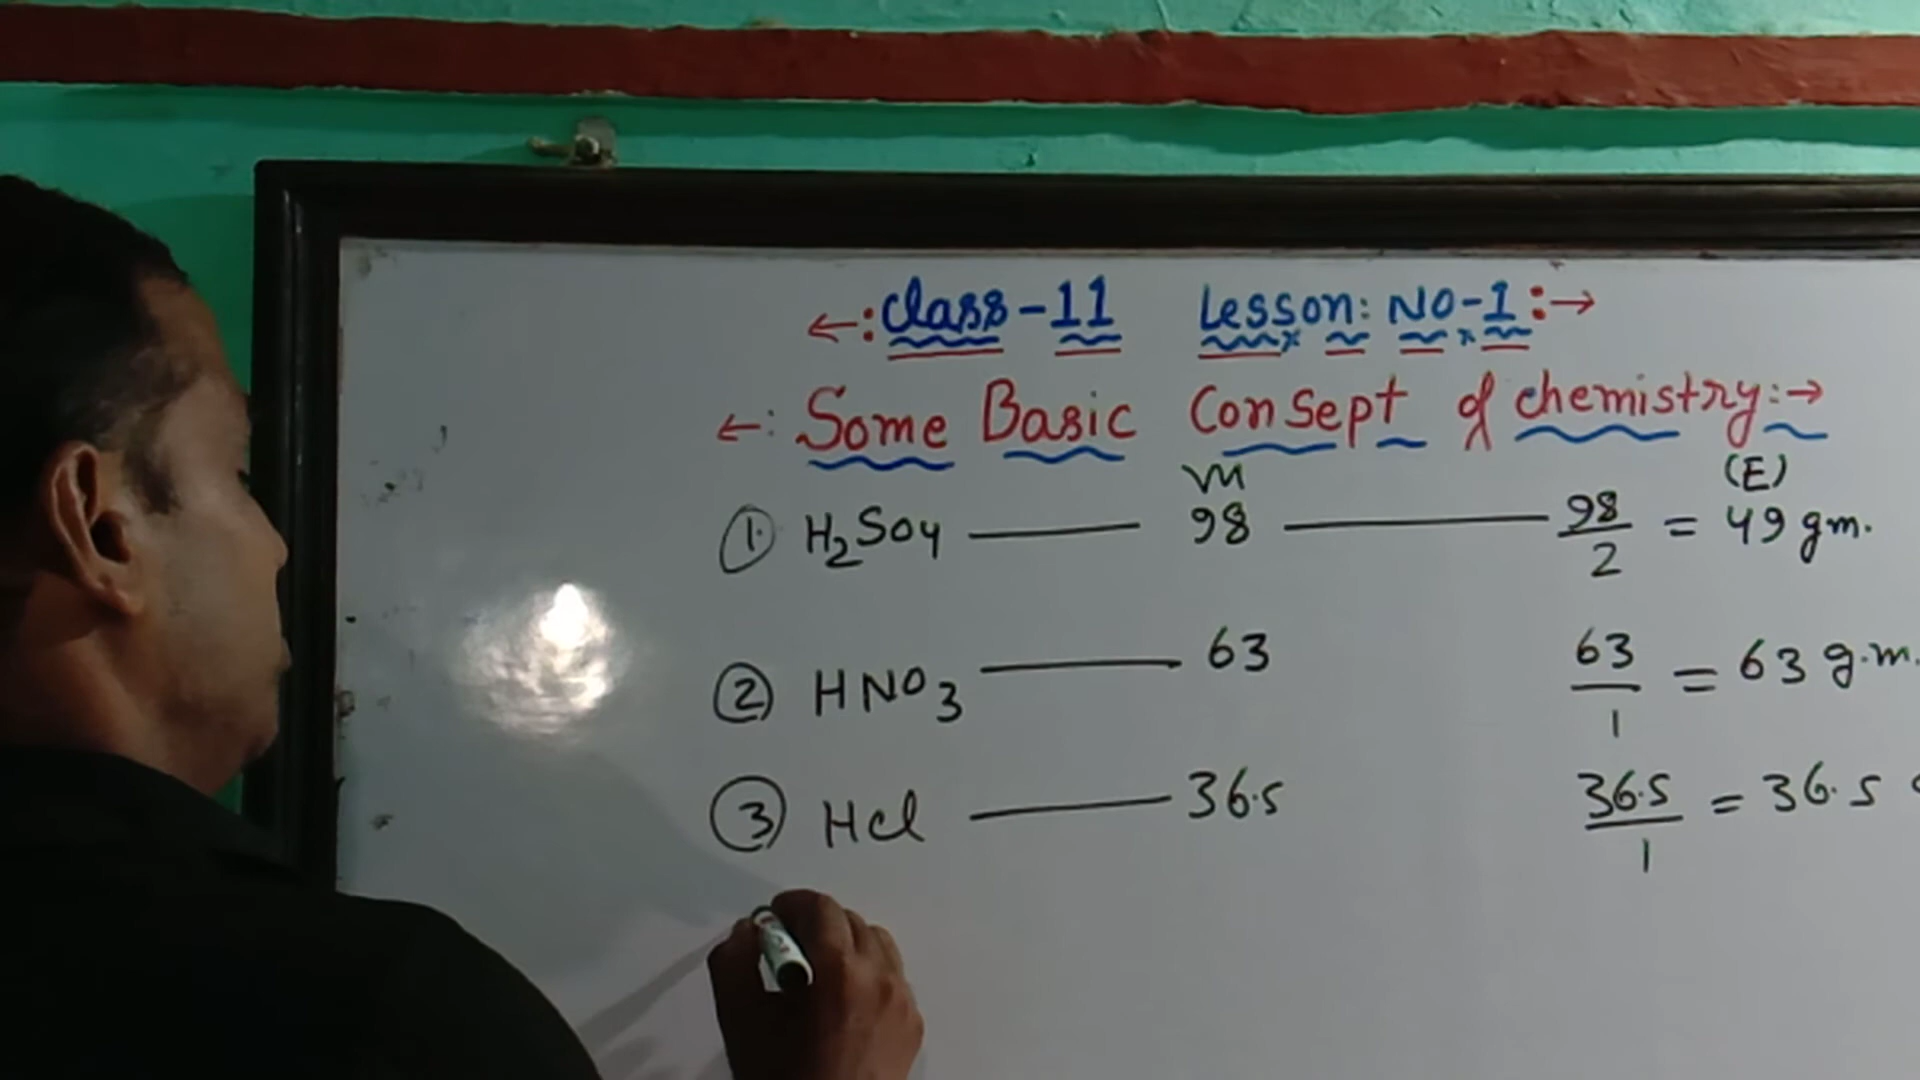 ←: Class-11 Lesson: NO-1 :→
←: Some Basic Consept of chemistry :→
M (E)
① H2SO4 — 98 — 98/2 = 49 gm.
② HNO3 — 63 63/1 = 63 g.m.
③ Hcl — 36.5 36.5/1 = 36.5